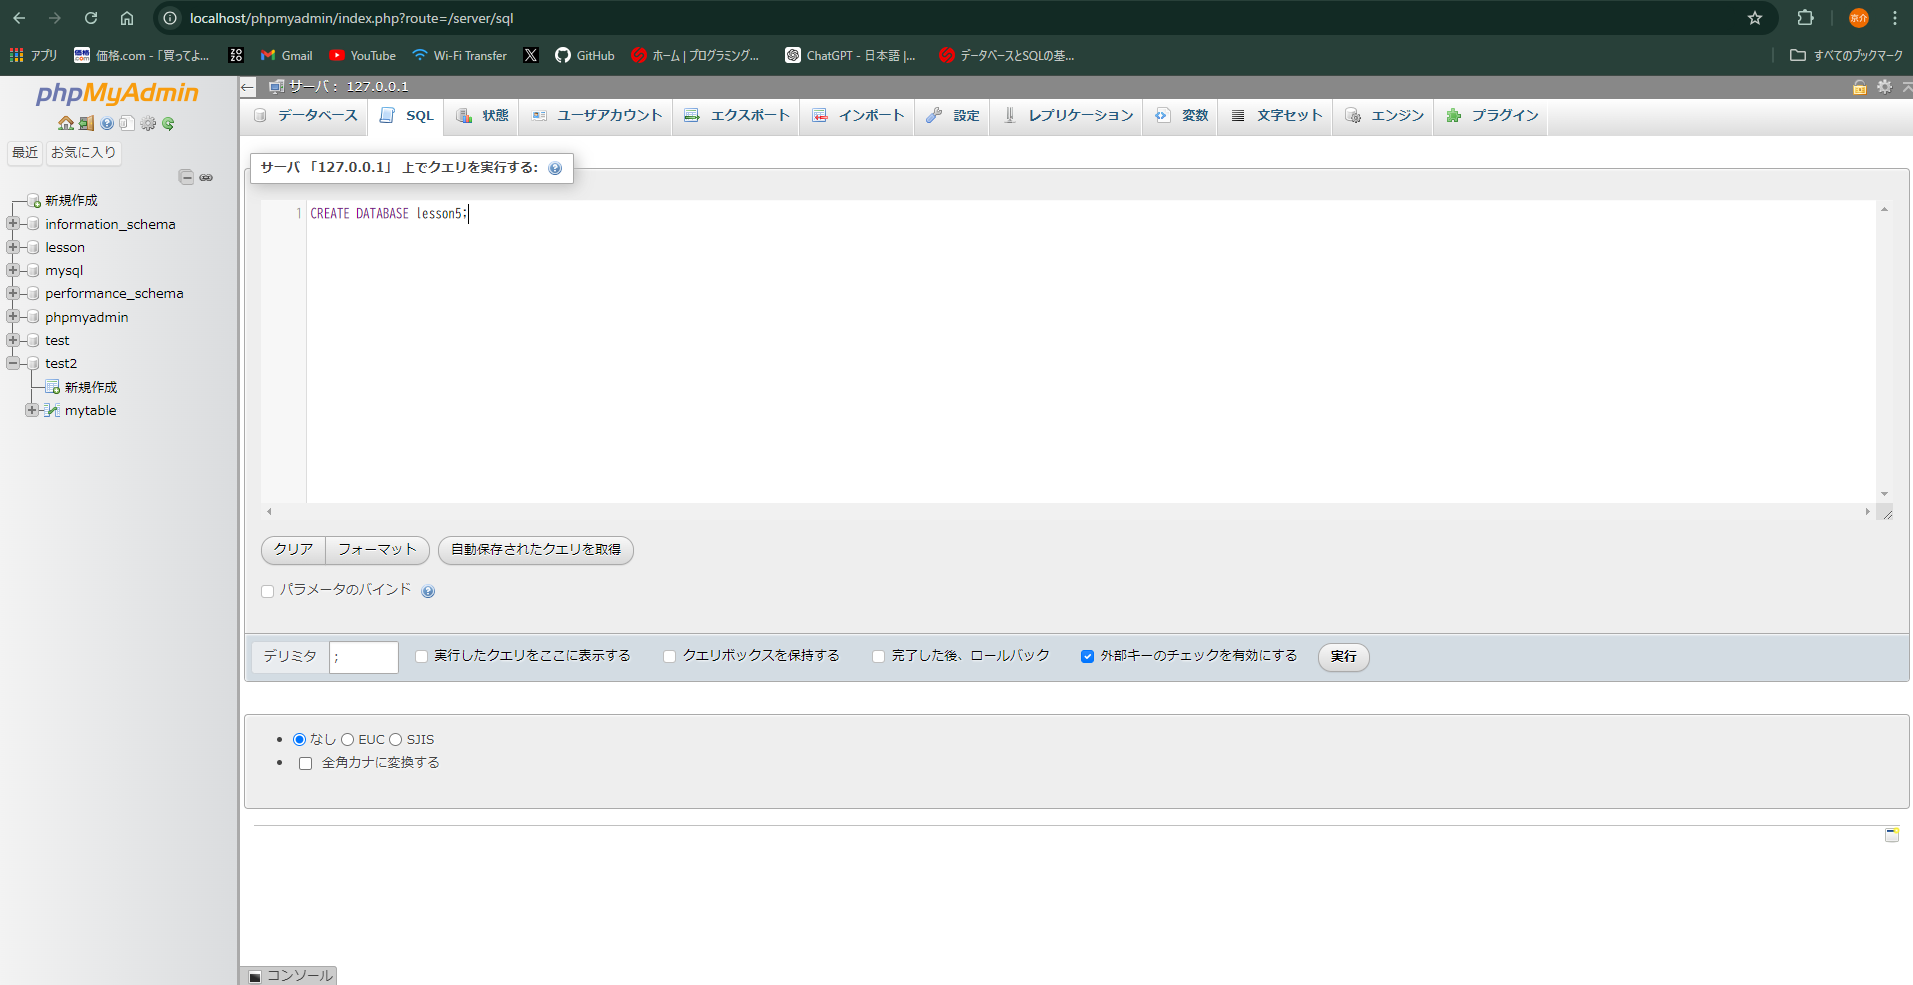 localhost/phpmyadmin/index.php?route=/server/sql
京介
アプリ 価格.com - 「買ってよ... Gmail YouTube Wi-Fi Transfer GitHub ホーム | プログラミング... ChatGPT - 日本語 |... データベースとSQLの基... すべてのブックマーク
phpMyAdmin
最近 お気に入り
新規作成
information_schema
lesson
mysql
performance_schema
phpmyadmin
test
test2
新規作成
mytable
サーバ: 127.0.0.1
データベース SQL 状態 ユーザアカウント エクスポート インポート 設定 レプリケーション 変数 文字セット エンジン プラグイン
サーバ 「127.0.0.1」 上でクエリを実行する:
1 CREATE DATABASE lesson5;
クリア フォーマット 自動保存されたクエリを取得
パラメータのバインド
デリミタ ; 実行したクエリをここに表示する クエリボックスを保持する 完了した後、ロールバック 外部キーのチェックを有効にする 実行
なし EUC SJIS
全角カナに変換する
コンソール